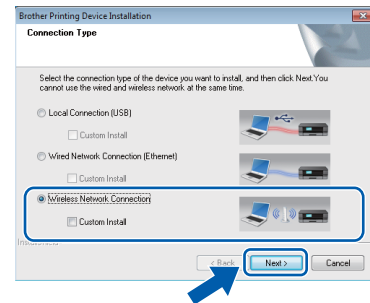 Brother Printing Device Installation
Connection Type
Select the connection type of the device you want to install, and then click Next.You
cannot use the wired and wireless network at the same time.
Local Connection (USB)
Custom Install
Wired Network Connection (Ethernet)
Custom Install
Wireless Network Connection
Custom Install
InstallShield
< Back
Next >
Cancel